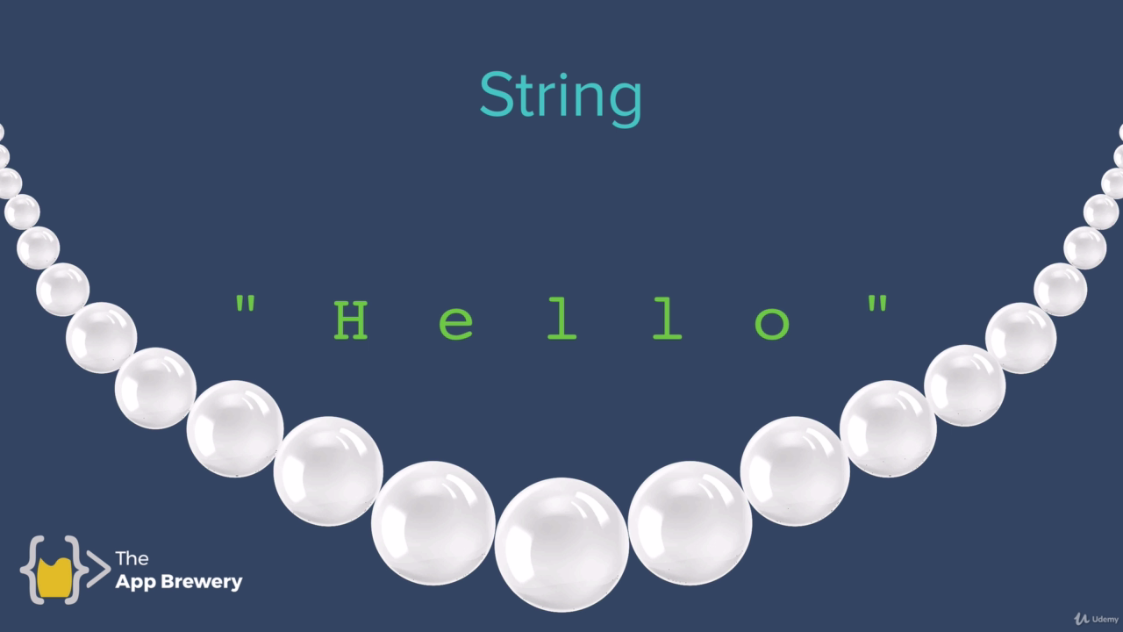 String
" H e l l o "
The
App Brewery
Udemy